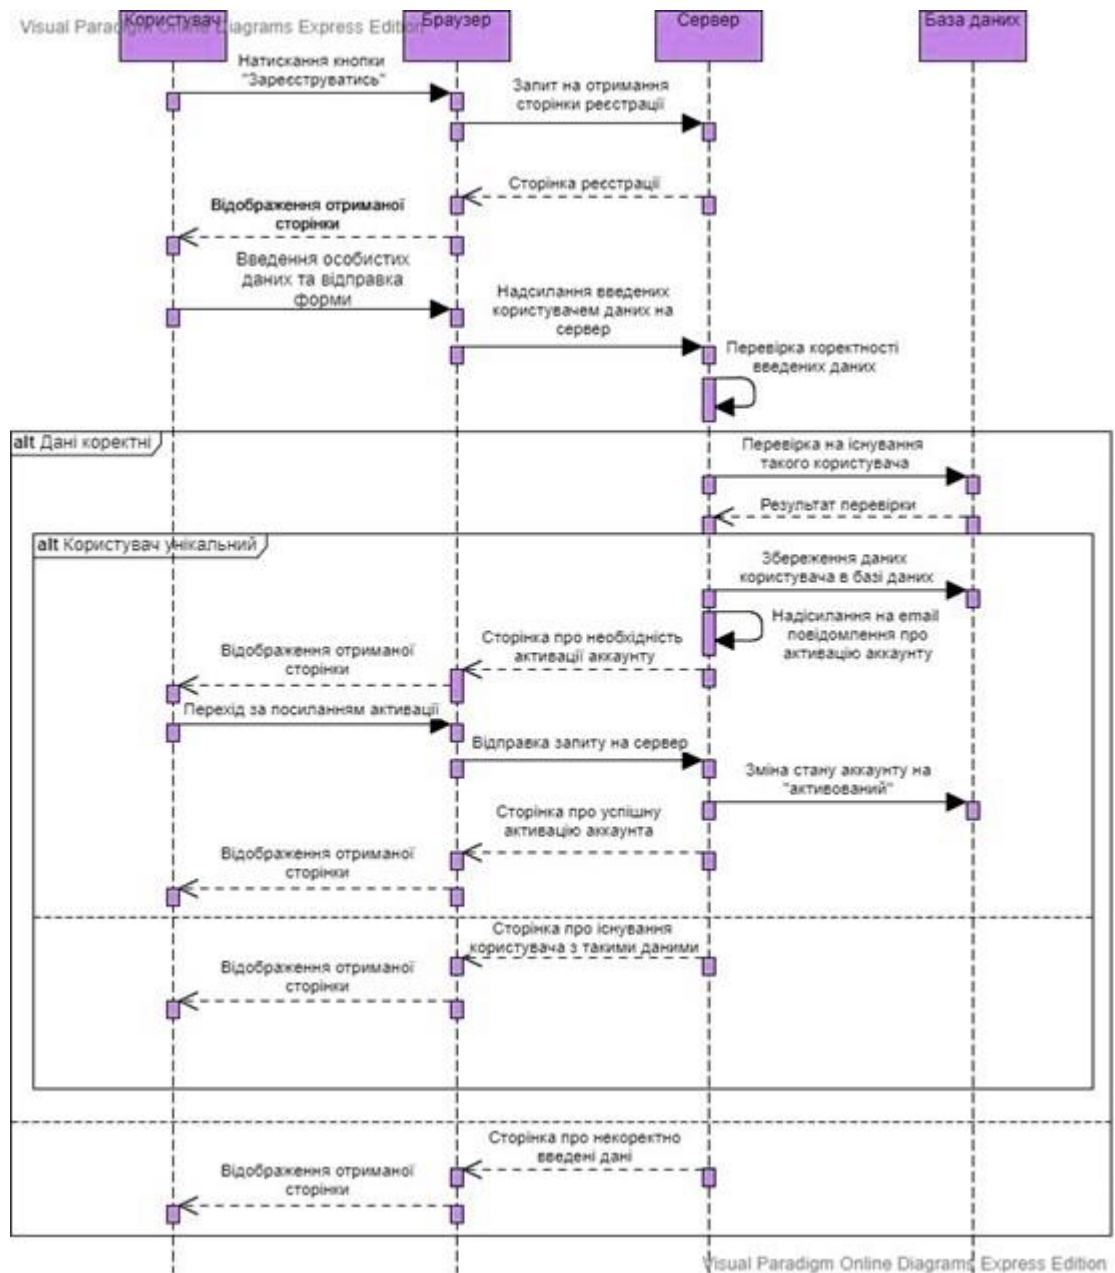 Visual Paradigm Online Diagrams Express Edition
Користувач
Браузер
Сервер
База даних
Натискання кнопки
"Зареєструватись"
Запит на отримання
сторінки реєстрації
Сторінка реєстрації
Відображення отриманої
сторінки
Введення особистих
даних та відправка
форми
Надсилання введених
користувачем даних на
сервер
Перевірка коректності
введених даних
alt Дані коректні
Перевірка на існування
такого користувача
Результат перевірки
alt Користувач унікальний
Збереження даних
користувача в базі даних
Надісилання на email
повідомлення про
активацію аккаунту
Сторінка про необхідність
активації аккаунту
Відображення отриманої
сторінки
Перехід за посиланням активації
Відправка запиту на сервер
Зміна стану аккаунту на
"активований"
Сторінка про успішну
активацію аккаунта
Відображення отриманої
сторінки
Сторінка про існування
користувача з такими даними
Відображення отриманої
сторінки
Сторінка про некоректно
введені дані
Відображення отриманої
сторінки
Visual Paradigm Online Diagrams Express Edition